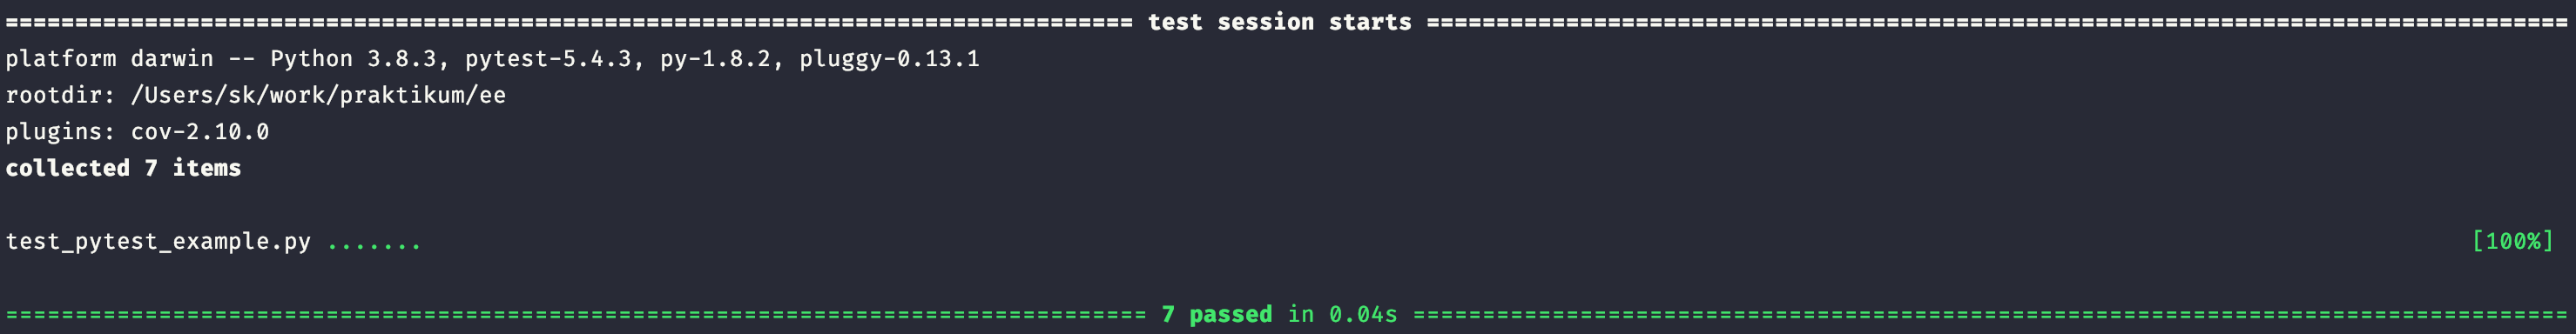 ================================================================================= test session starts ==================================================================================
platform darwin -- Python 3.8.3, pytest-5.4.3, py-1.8.2, pluggy-0.13.1
rootdir: /Users/sk/work/praktikum/ee
plugins: cov-2.10.0
collected 7 items
test_pytest_example.py ....... [100%]
================================================================================== 7 passed in 0.04s ===================================================================================